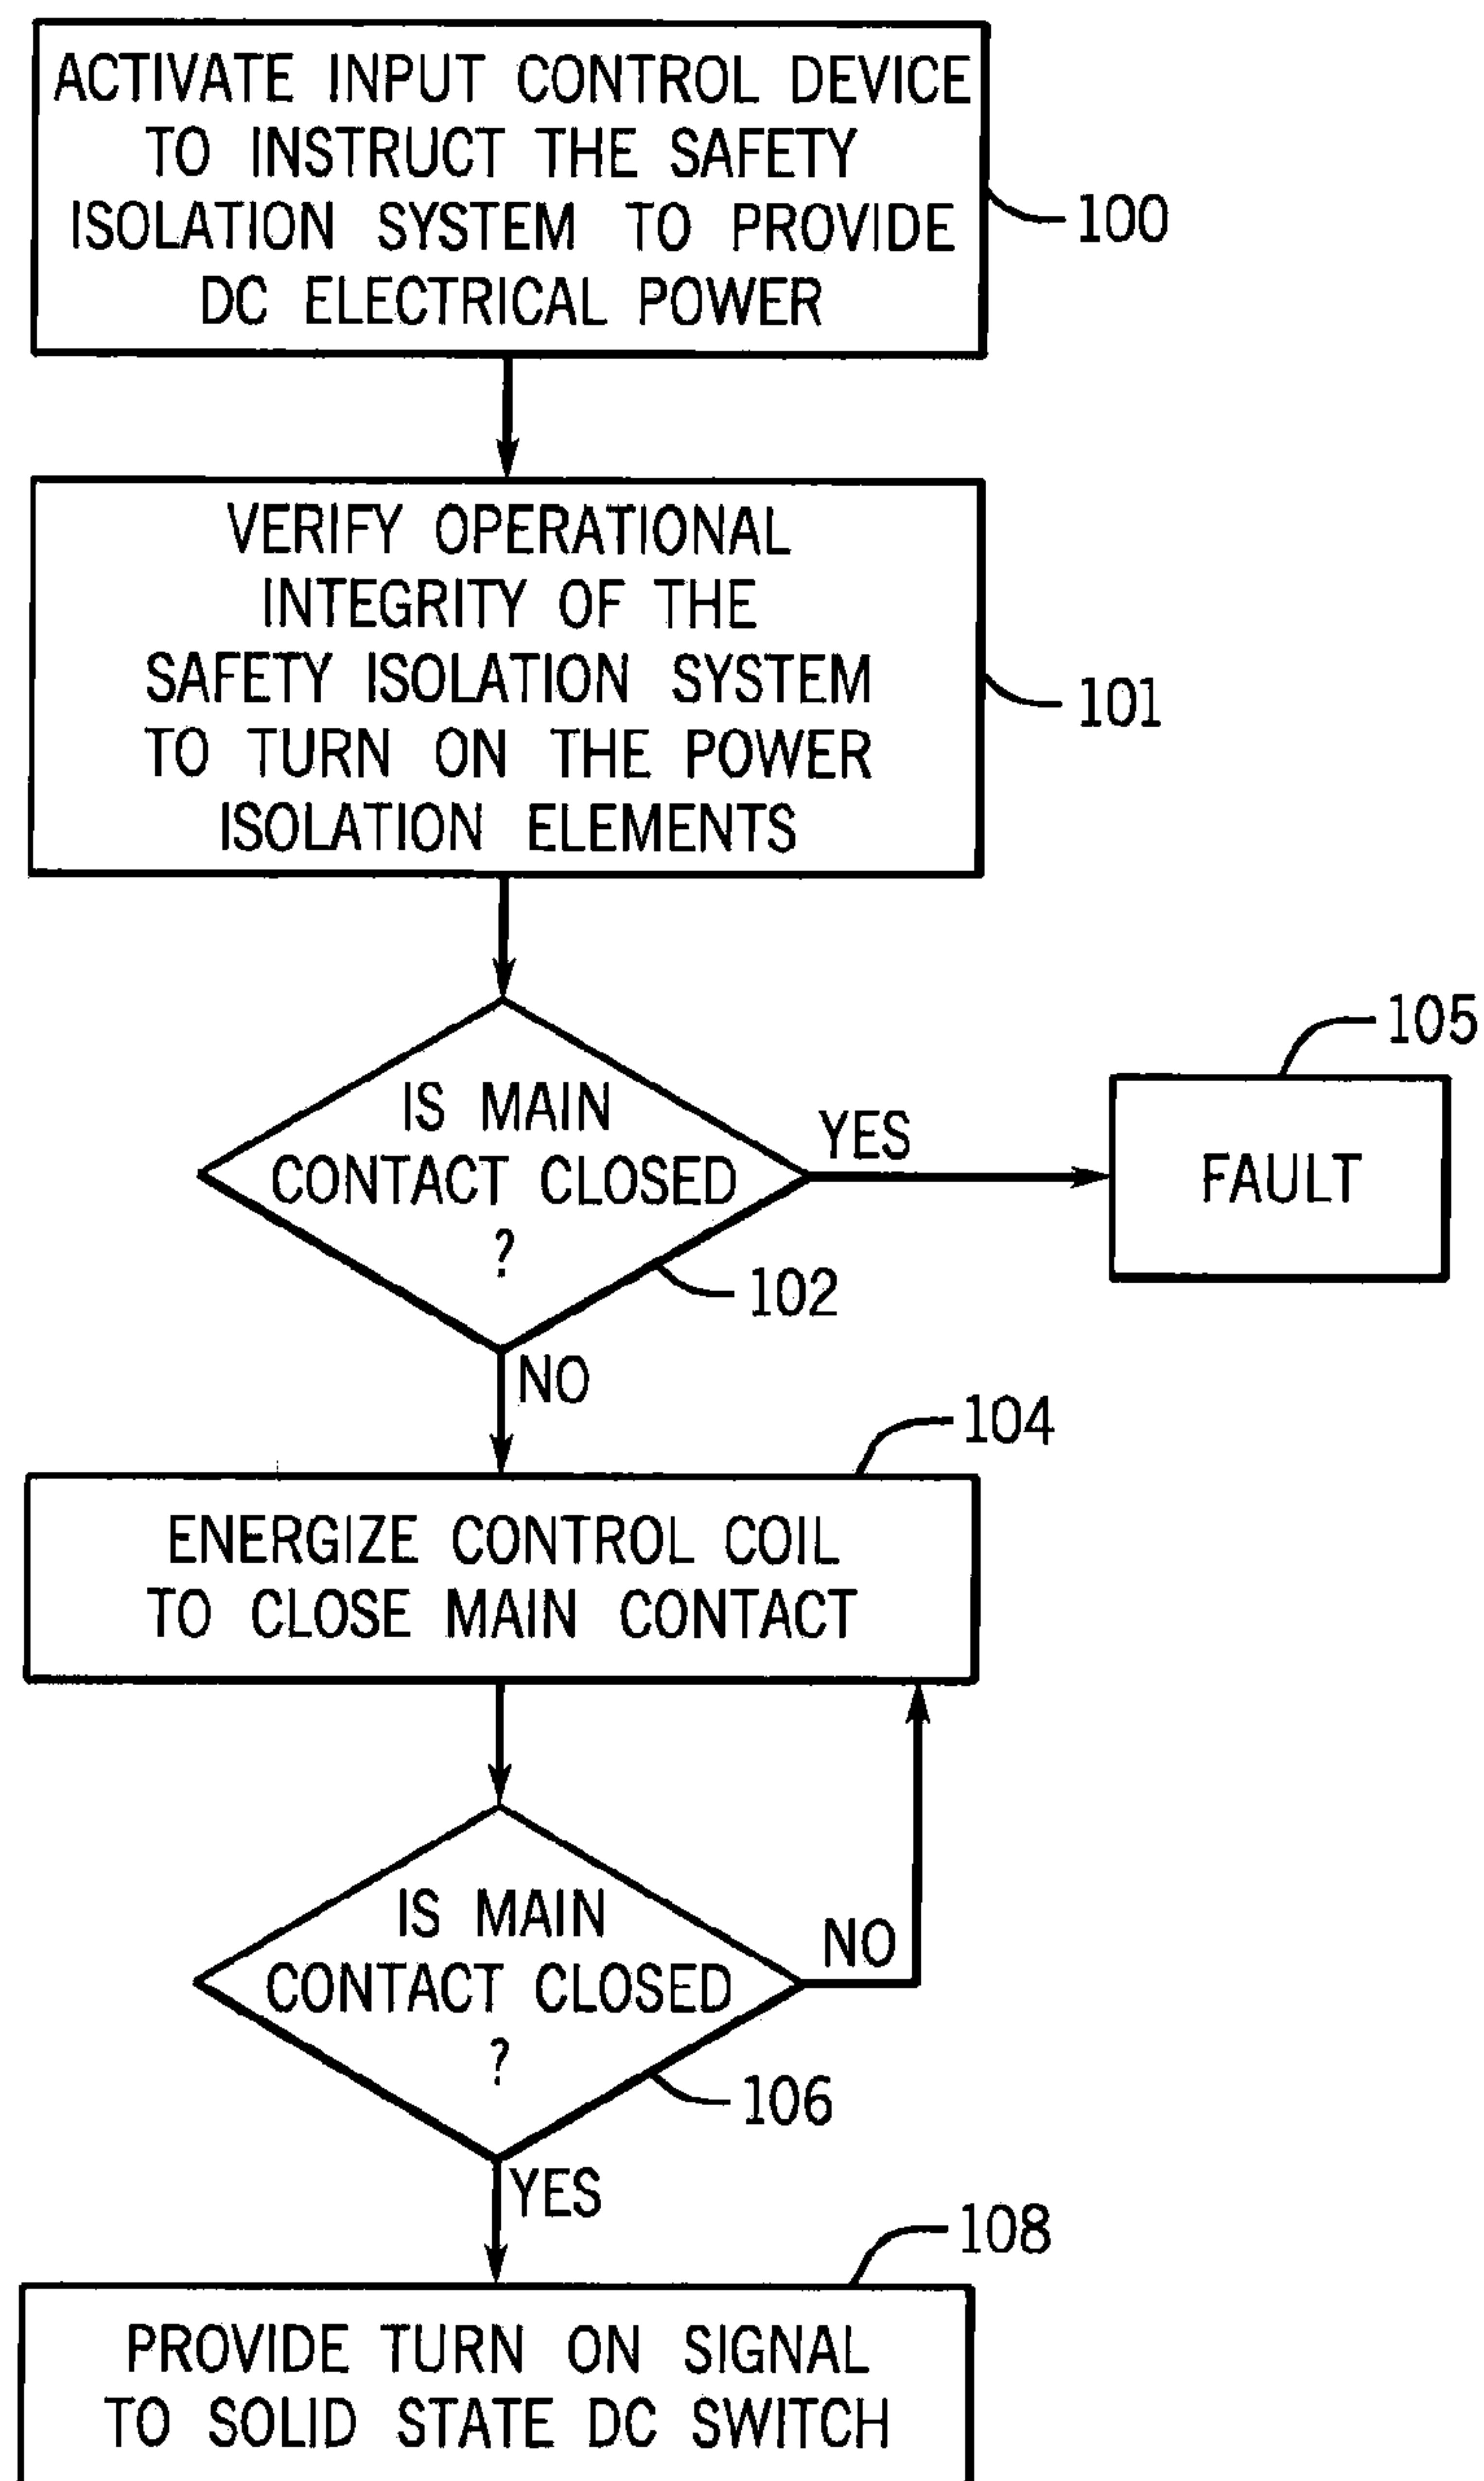 ACTIVATE INPUT CONTROL DEVICE
TO INSTRUCT THE SAFETY
ISOLATION SYSTEM TO PROVIDE
DC ELECTRICAL POWER
100
VERIFY OPERATIONAL
INTEGRITY OF THE
SAFETY ISOLATION SYSTEM
TO TURN ON THE POWER
ISOLATION ELEMENTS
101
IS MAIN
CONTACT CLOSED
?
102
YES
105
FAULT
NO
104
ENERGIZE CONTROL COIL
TO CLOSE MAIN CONTACT
IS MAIN
CONTACT CLOSED
?
NO
106
YES
108
PROVIDE TURN ON SIGNAL
TO SOLID STATE DC SWITCH